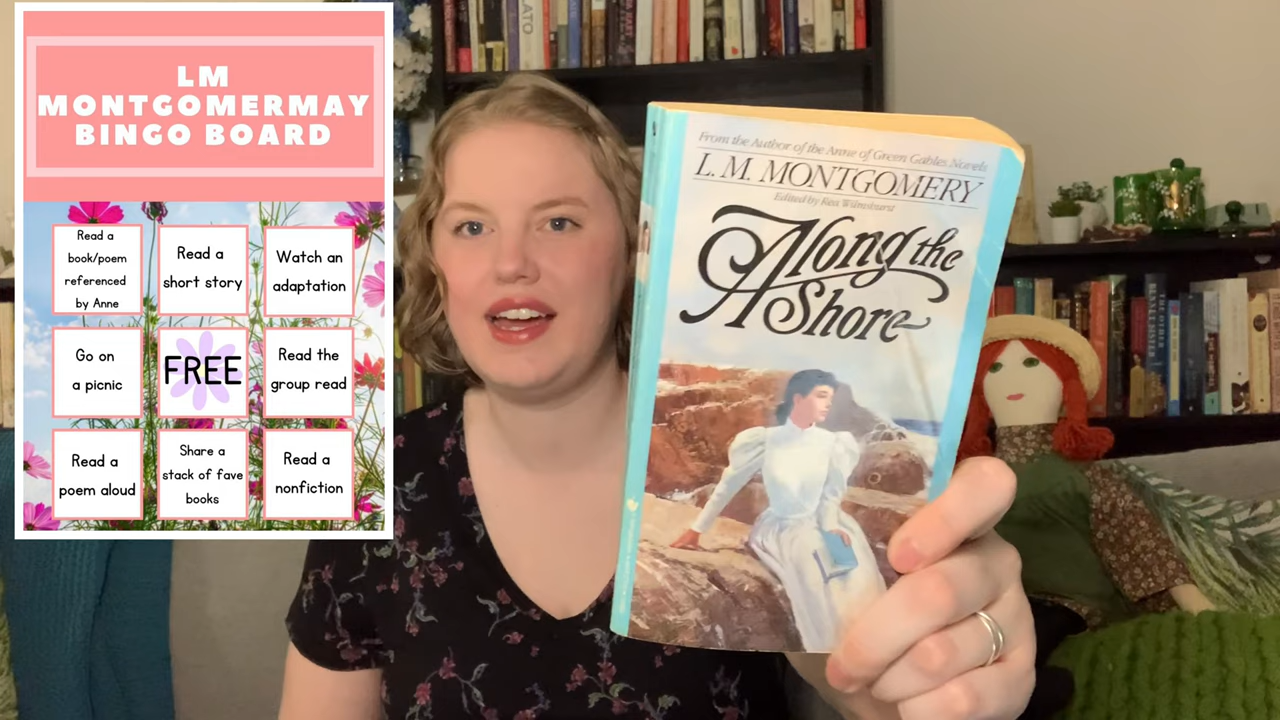 LM
MONTGOMERMAY
BINGO BOARD
Read a
book/poem
referenced
by Anne
Read a
short story
Watch an
adaptation
Go on
a picnic
FREE
Read the
group read
Read a
poem aloud
Share a
stack of fave
books
Read a
nonfiction
From the Author of the Anne of Green Gables Novels
L. M. MONTGOMERY
Edited by Rea Wilmshurst
Along the
Shore